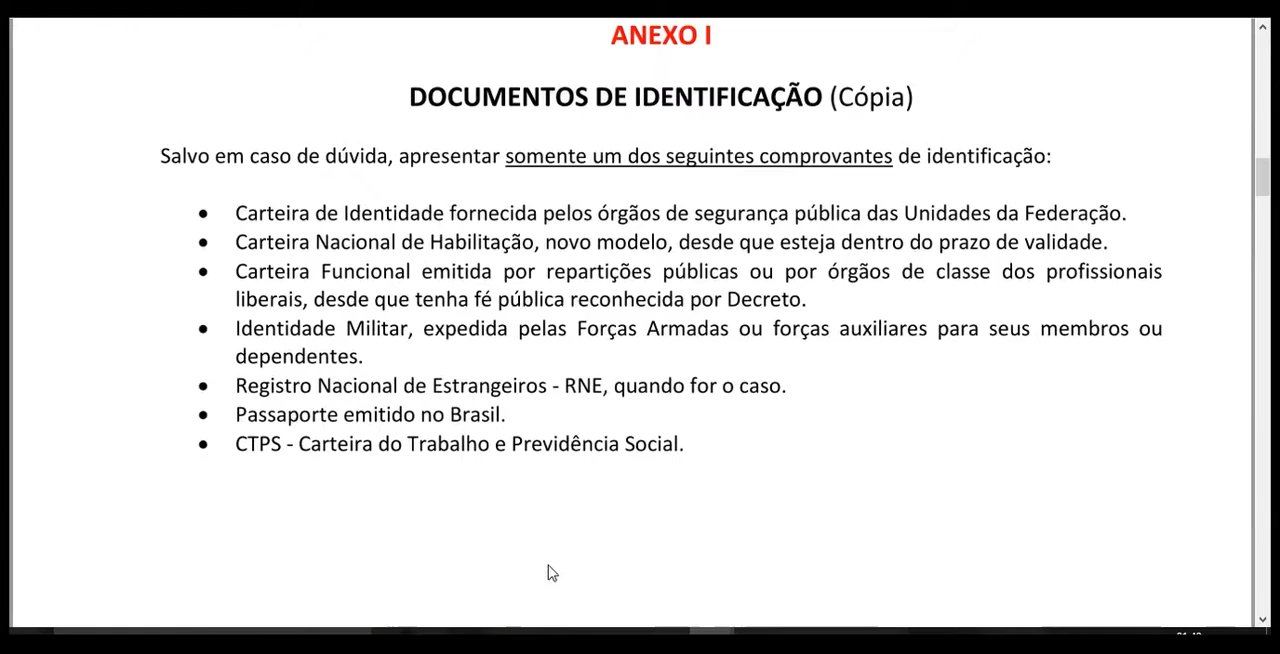 ANEXO I
DOCUMENTOS DE IDENTIFICAÇÃO (Cópia)
Salvo em caso de dúvida, apresentar somente um dos seguintes comprovantes de identificação:
• Carteira de Identidade fornecida pelos órgãos de segurança pública das Unidades da Federação.
• Carteira Nacional de Habilitação, novo modelo, desde que esteja dentro do prazo de validade.
• Carteira Funcional emitida por repartições públicas ou por órgãos de classe dos profissionais
liberais, desde que tenha fé pública reconhecida por Decreto.
• Identidade Militar, expedida pelas Forças Armadas ou forças auxiliares para seus membros ou
dependentes.
• Registro Nacional de Estrangeiros - RNE, quando for o caso.
• Passaporte emitido no Brasil.
• CTPS - Carteira do Trabalho e Previdência Social.